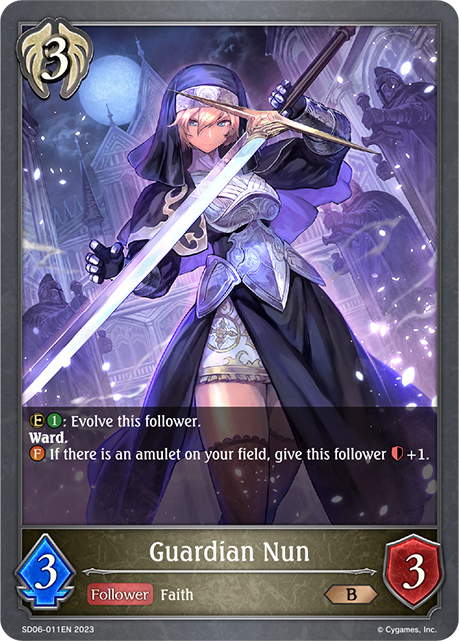 3
E 1: Evolve this follower.
Ward.
F If there is an amulet on your field, give this follower +1.
Guardian Nun
3
Follower Faith
B
3
SD06-011EN 2023
© Cygames, Inc.